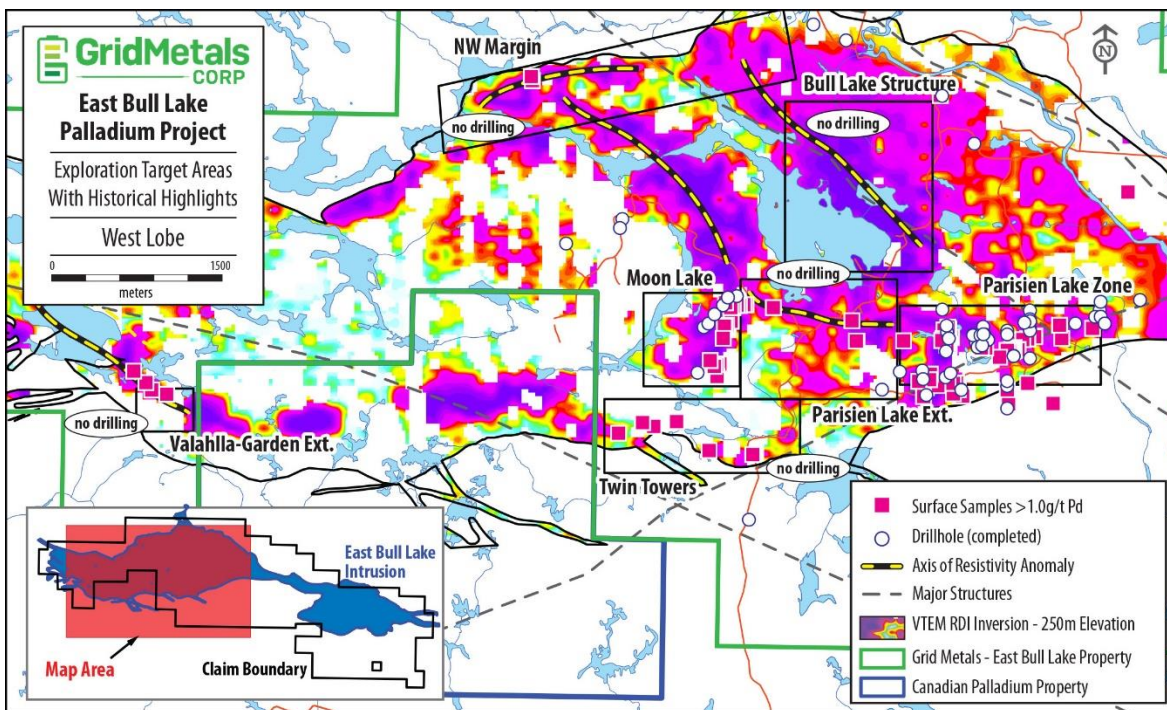 GridMetals
CORP
East Bull Lake
Palladium Project
Exploration Target Areas
With Historical Highlights
West Lobe
0 1500
meters
NW Margin
no drilling
Bull Lake Structure
no drilling
N
Moon Lake
no drilling
Parisien Lake Zone
no drilling
Valahlla-Garden Ext.
Parisien Lake Ext.
no drilling
Twin Towers
East Bull Lake
Intrusion
Map Area
Claim Boundary
Surface Samples >1.0g/t Pd
Drillhole (completed)
Axis of Resistivity Anomaly
Major Structures
VTEM RDI Inversion - 250m Elevation
Grid Metals - East Bull Lake Property
Canadian Palladium Property